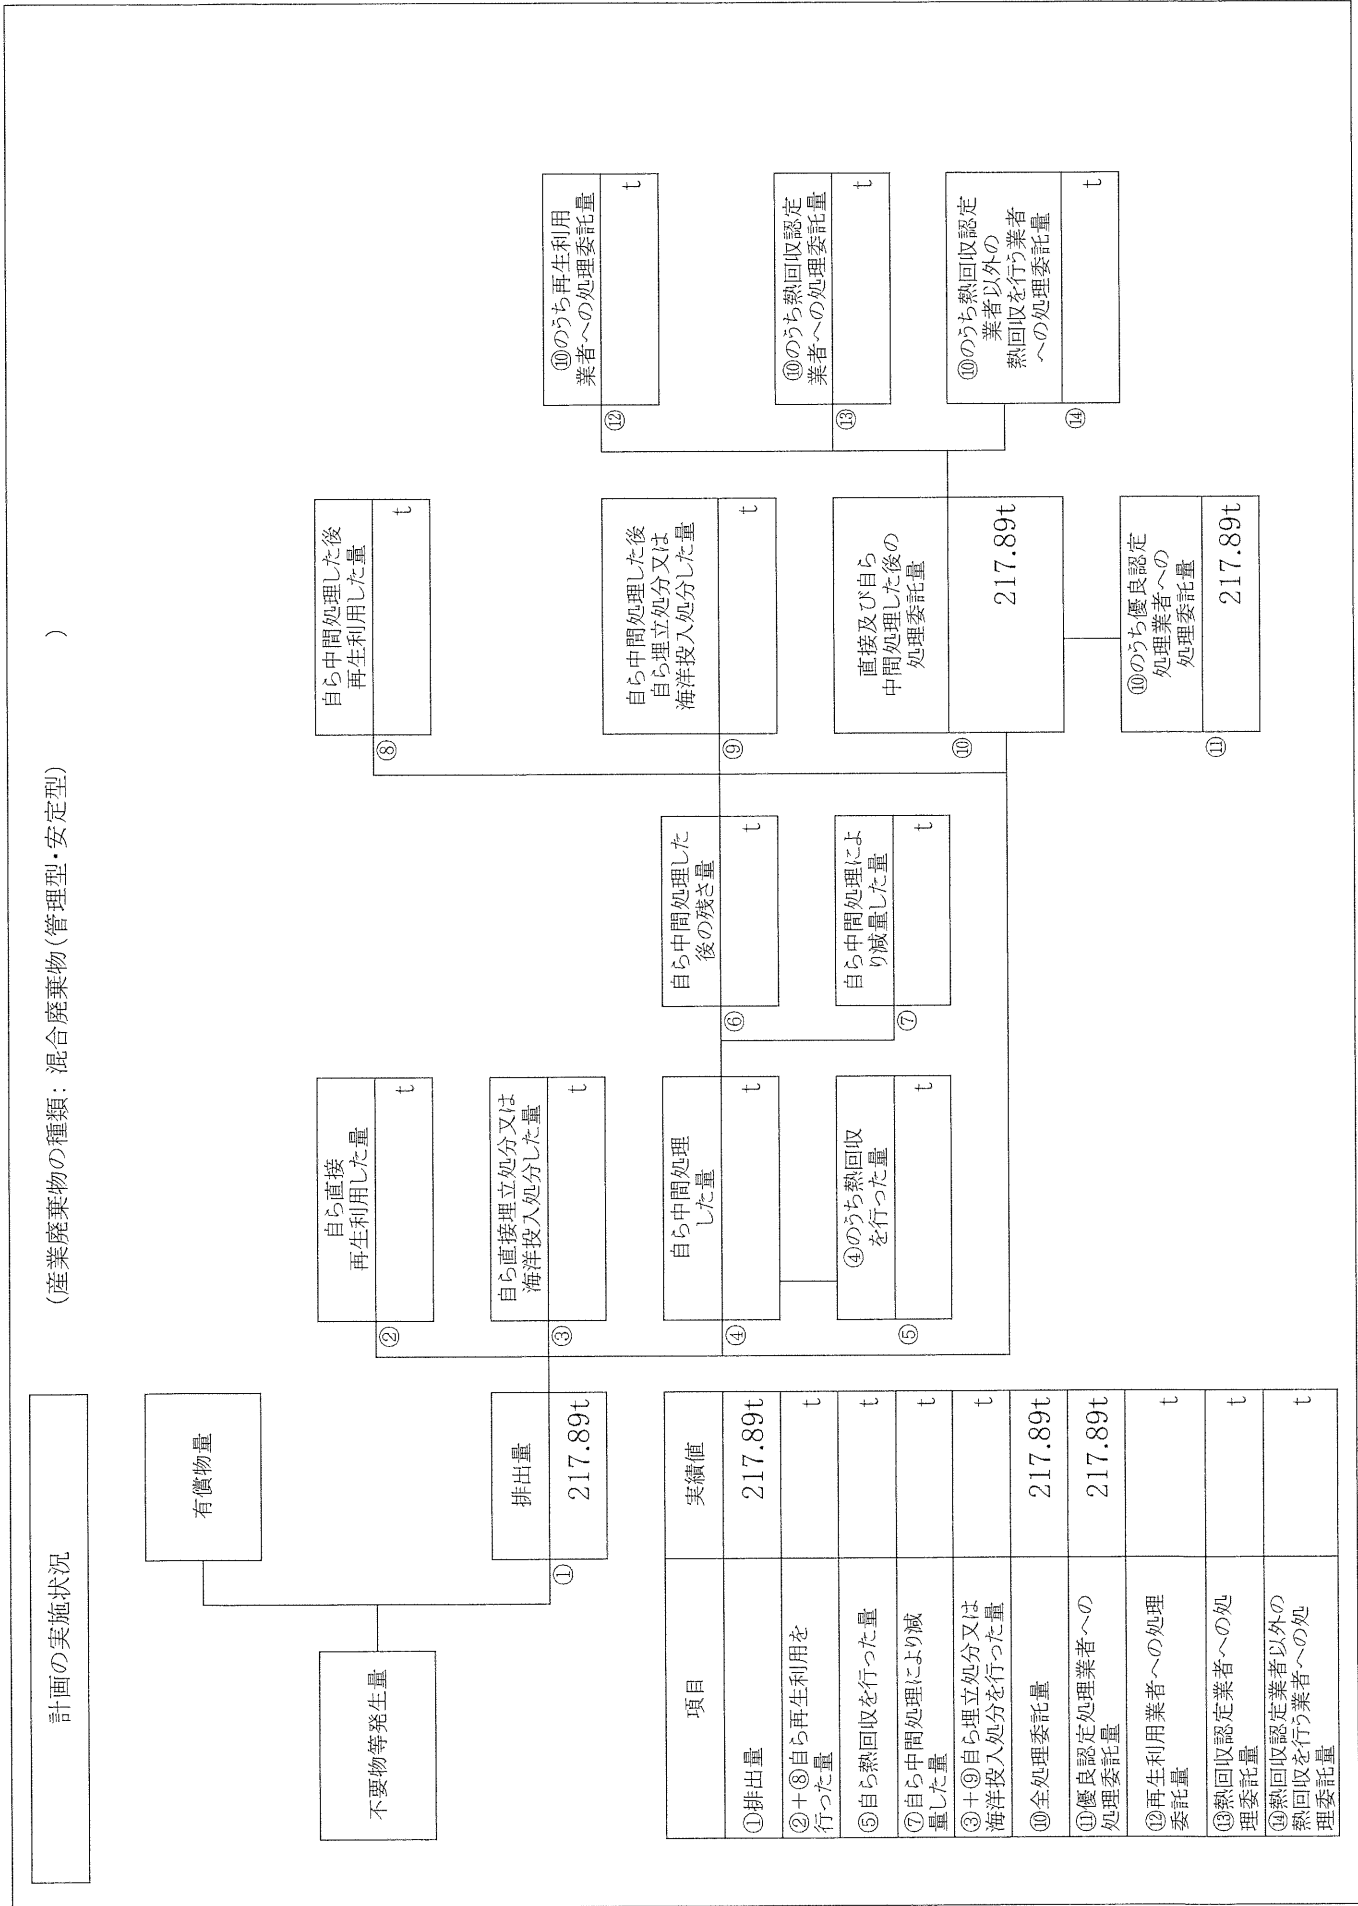 計画の実施状況
(産業廃棄物の種類：混合廃棄物(管理型・安定型) )
不要物等発生量
有償物量
排出量
① 217.89t
自ら直接
再生利用した量
② t
自ら直接埋立処分又は
海洋投入処分した量
③ t
自ら中間処理
した量
④ t
④のうち熱回収
を行った量
⑤ t
自ら中間処理した
後の残さ量
⑥ t
自ら中間処理によ
り減量した量
⑦ t
自ら中間処理した後
再生利用した量
⑧ t
自ら中間処理した後
自ら埋立処分又は
海洋投入処分した量
⑨ t
直接及び自ら
中間処理した後の
処理委託量
⑩ 217.89t
⑩のうち優良認定
処理業者への
処理委託量
⑪ 217.89t
⑩のうち再生利用
業者への処理委託量
⑫ t
⑩のうち熱回収認定
業者への処理委託量
⑬ t
⑩のうち熱回収認定
業者以外の
熱回収を行う業者
への処理委託量
⑭ t
項目 実績値
①排出量 217.89t
②+⑧自ら再生利用を
行った量 t
⑤自ら熱回収を行った量 t
⑦自ら中間処理により減
量した量 t
③+⑨自ら埋立処分又は
海洋投入処分を行った量 t
⑩全処理委託量 217.89t
⑪優良認定処理業者への
処理委託量 217.89t
⑫再生利用業者への処理
委託量 t
⑬熱回収認定業者への処
理委託量 t
⑭熱回収認定業者以外の
熱回収を行う業者への処
理委託量 t